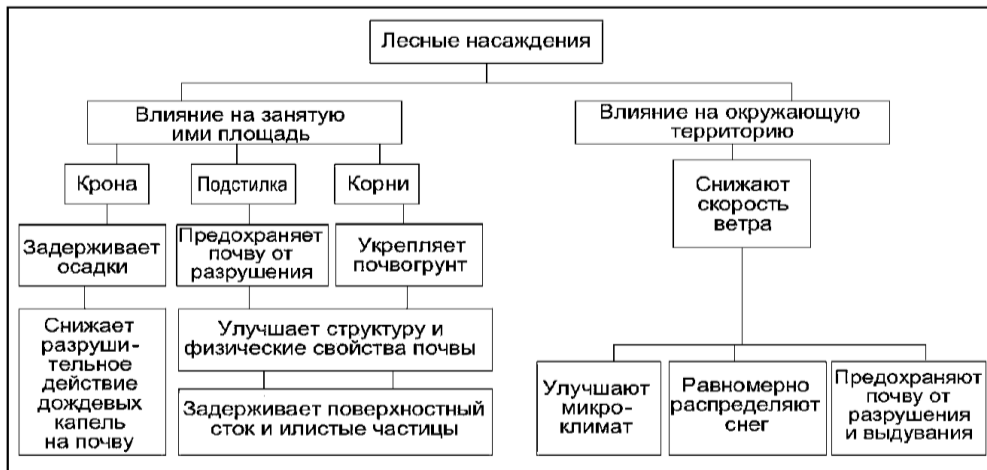 Лесные насаждения
Влияние на занятую
ими площадь
Влияние на окружающую
территорию
Крона
Подстилка
Корни
Снижают
скорость
ветра
Задерживает
осадки
Предохраняет
почву от
разрушения
Укрепляет
почвогрунт
Снижает
разруши-
тельное
действие
дождевых
капель
на почву
Улучшает структуру и
физические свойства почвы
Задерживает поверхностный
сток и илистые частицы
Улучшают
микро-
климат
Равномерно
распределяют
снег
Предохраняют
почву от
разрушения
и выдувания